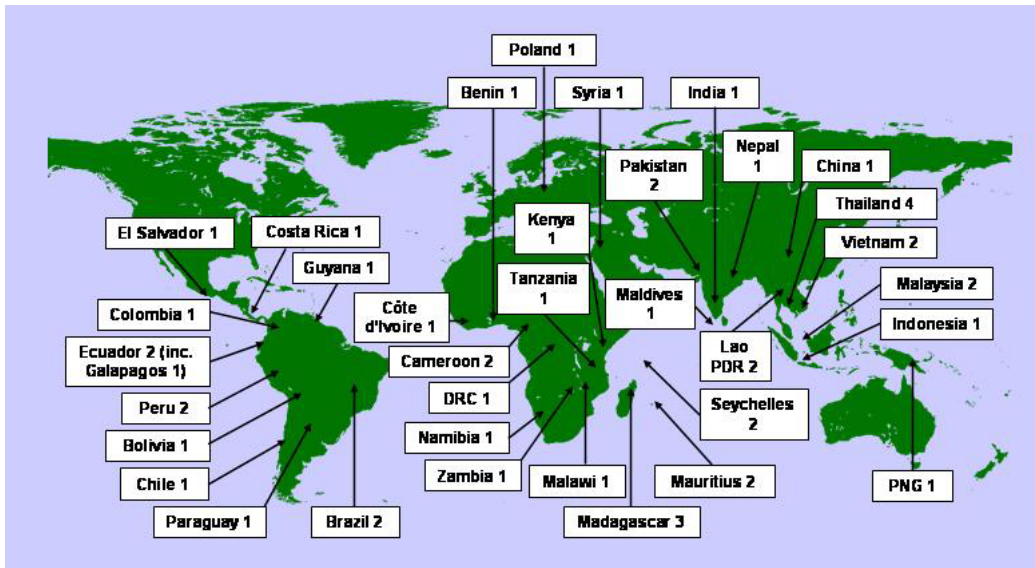 Poland 1
Benin 1
Syria 1
India 1
Pakistan
2
Nepal
1
China 1
Thailand 4
Kenya
1
El Salvador 1
Costa Rica 1
Vietnam 2
Guyana 1
Tanzania
1
Maldives
1
Malaysia 2
Colombia 1
Côte
d'Ivoire 1
Indonesia 1
Ecuador 2 (inc.
Galapagos 1)
Cameroon 2
Lao
PDR 2
Peru 2
DRC 1
Seychelles
2
Bolivia 1
Namibia 1
Chile 1
Zambia 1
Malawi 1
Mauritius 2
PNG 1
Paraguay 1
Brazil 2
Madagascar 3